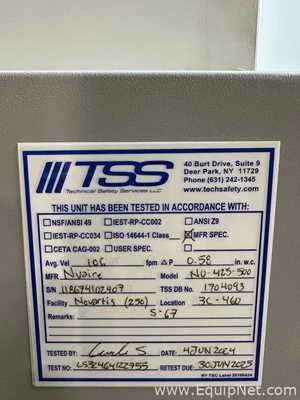 TSS
Technical Safety Services LLC
40 Burt Drive, Suite 9
Deer Park, NY 11729
Phone (631) 242-1345
www.techsafety.com
THIS UNIT HAS BEEN TESTED IN ACCORDANCE WITH:
NSF/ANSI 49 IEST-RP-CC002 ANSI Z9
IEST-RP-CC034 ISO 14644-1 Class MFR SPEC.
CETA CAG-002 USER SPEC.
Avg. Vel 106 fpm Δ P 0.58 in. w.c.
MFR Nuaire Model NU-425-500
S/N: 118674102407 TSS DB No. 1704093
Facility Novartis (250) Location 3C-460
Remarks: S-67
TESTED BY: DATE: 4JUN2024
TEST NO: RETEST DUE: 30JUN2025
© www.EquipNet.com